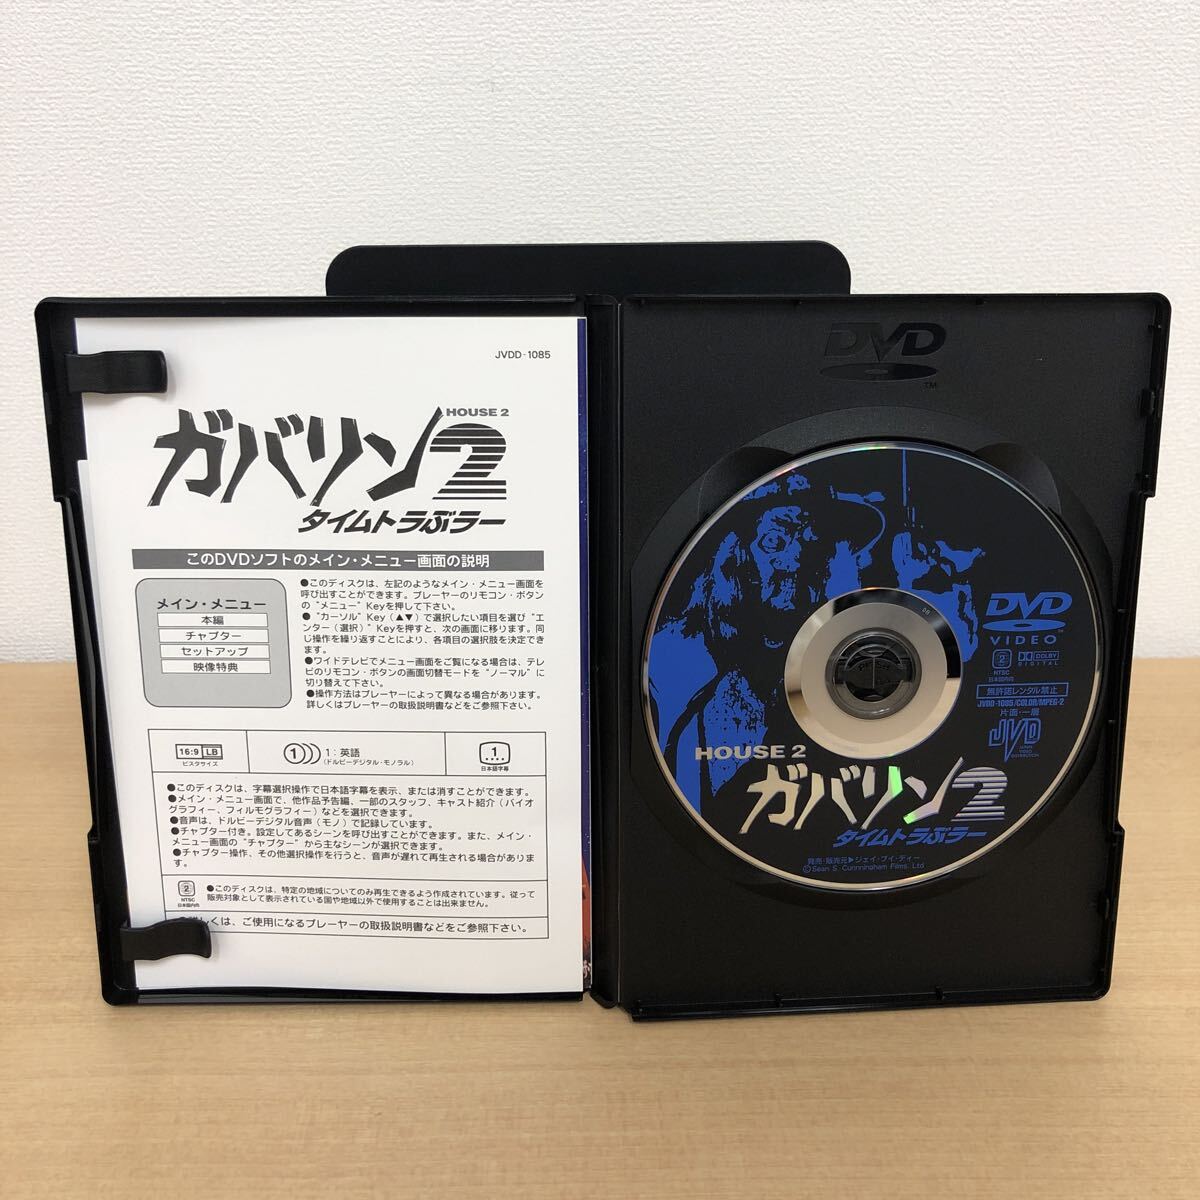 JVDD-1085
HOUSE 2
ガバリン2
タイムトラぶラー
このDVDソフトのメイン・メニュー画面の説明
メイン・メニュー
本編
チャプター
セットアップ
映像特典
●このディスクは、左記のようなメイン・メニュー画面を
呼び出すことができます。プレーヤーのリモコン・ボタン
の"メニュー"Keyを押して下さい。
●"カーソル"Key(▲▼)で選択したい項目を選び"エ
ンター(選択)"Keyを押すと、次の画面に移ります。同
じ操作を繰り返すことにより、各項目の選択肢を決定でき
ます。
●ワイドテレビでメニュー画面をご覧になる場合は、テレ
ビのリモコン・ボタンの画面切替モードを"ノーマル"に
切り替えて下さい。
●操作方法はプレーヤーによって異なる場合があります。
詳しくはプレーヤーの取扱説明書などをご参照下さい。
16:9 LB
ビスタサイズ
1 1:英語
(ドルビーデジタル・モノラル)
1
日本語字幕
●このディスクは、字幕選択操作で日本語字幕を表示、または消すことができます。
●メイン・メニュー画面で、他作品予告編、一部のスタッフ、キャスト紹介(バイオ
グラフィー、フィルモグラフィー)などを選択できます。
●音声は、ドルビーデジタル音声(モノ)で記録しています。
●チャプター付き。設定してあるシーンを呼び出すことができます。また、メイン・
メニュー画面の"チャプター"から主なシーンが選択できます。
●チャプター操作、その他選択操作を行うと、音声が遅れて再生される場合がありま
す。
2
NTSC
日本国内向
●このディスクは、特定の地域についてのみ再生できるよう作成されています。従って
販売対象として表示されている国や地域以外で使用することは出来ません。
しくは、ご使用になるプレーヤーの取扱説明書などをご参照下さい。
DVD
TM
DVD
VIDEO
2
NTSC
日本国内向
DOLBY
DIGITAL
無許諾レンタル禁止
JVDD-1085/COLOR/MPEG-2
片面・一層
JVD
JAPAN
VIDEO
DISTRIBUTION
HOUSE 2
ガバリン2
タイムトラぶラー
発売・販売元▶ジェイ・ブイ・ディー
©Sean S. Cunnningham Films, Ltd